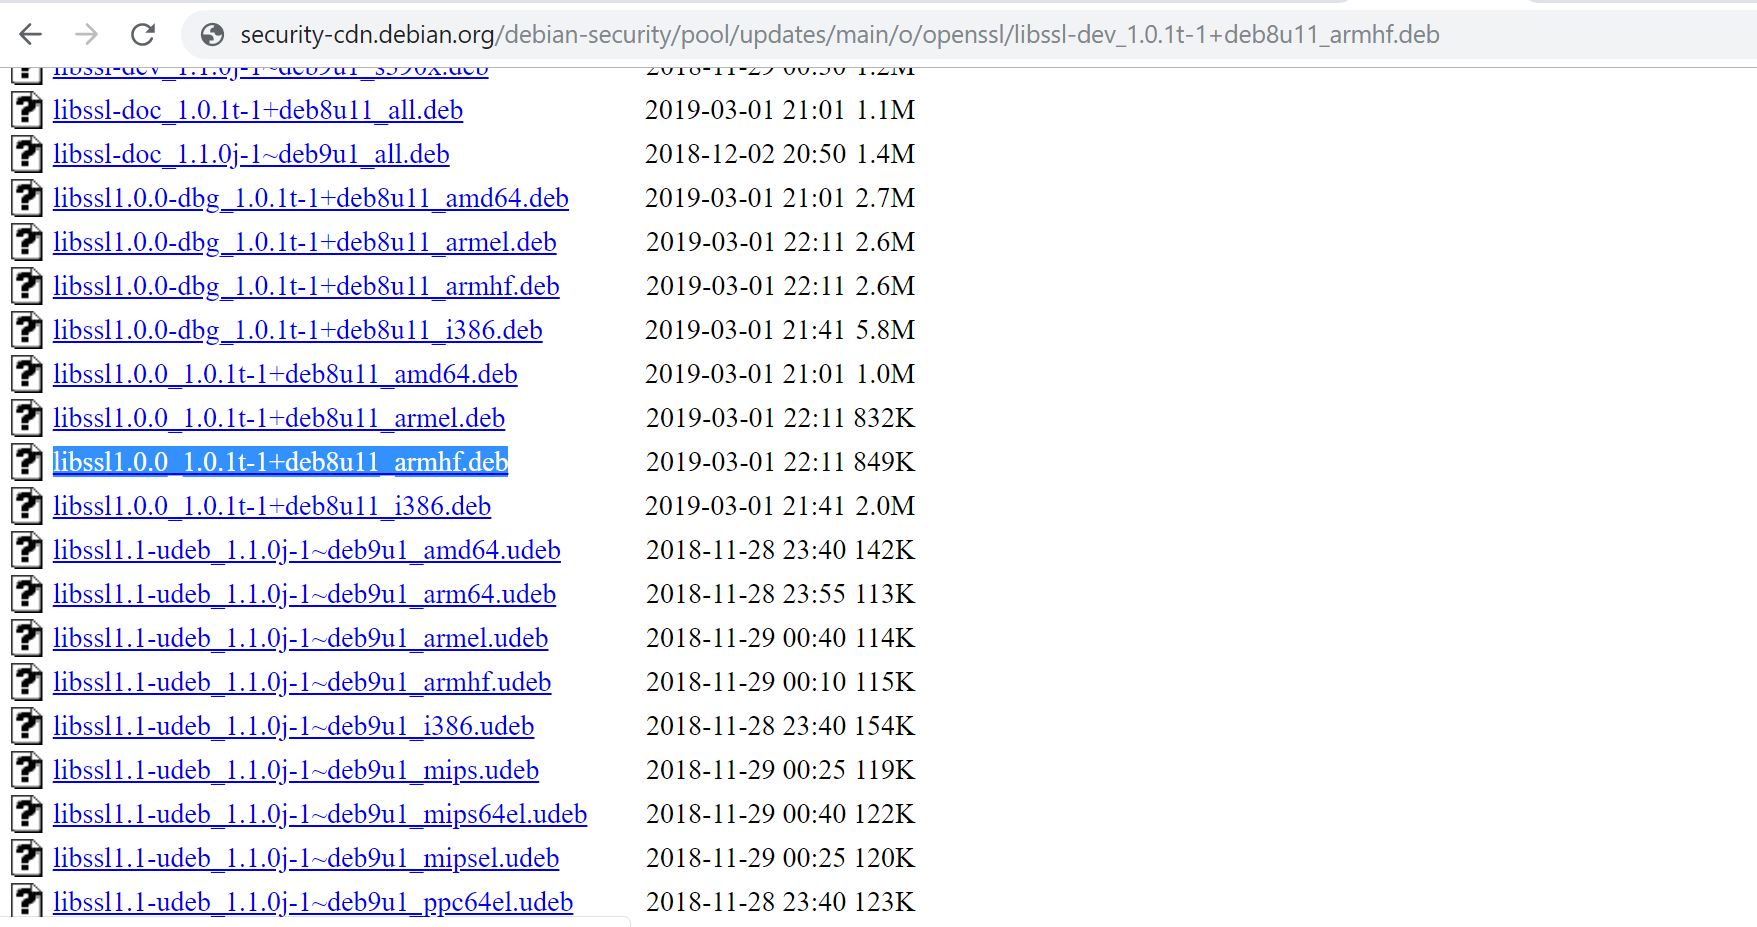 security-cdn.debian.org/debian-security/pool/updates/main/o/openssl/libssl-dev_1.0.1t-1+deb8u11_armhf.deb
libssl-dev_1.1.0j-1~deb9u1_s390x.deb 2018-11-29 00:50 1.2M
libssl-doc_1.0.1t-1+deb8u11_all.deb 2019-03-01 21:01 1.1M
libssl-doc_1.1.0j-1~deb9u1_all.deb 2018-12-02 20:50 1.4M
libssl1.0.0-dbg_1.0.1t-1+deb8u11_amd64.deb 2019-03-01 21:01 2.7M
libssl1.0.0-dbg_1.0.1t-1+deb8u11_armel.deb 2019-03-01 22:11 2.6M
libssl1.0.0-dbg_1.0.1t-1+deb8u11_armhf.deb 2019-03-01 22:11 2.6M
libssl1.0.0-dbg_1.0.1t-1+deb8u11_i386.deb 2019-03-01 21:41 5.8M
libssl1.0.0_1.0.1t-1+deb8u11_amd64.deb 2019-03-01 21:01 1.0M
libssl1.0.0_1.0.1t-1+deb8u11_armel.deb 2019-03-01 22:11 832K
libssl1.0.0_1.0.1t-1+deb8u11_armhf.deb 2019-03-01 22:11 849K
libssl1.0.0_1.0.1t-1+deb8u11_i386.deb 2019-03-01 21:41 2.0M
libssl1.1-udeb_1.1.0j-1~deb9u1_amd64.udeb 2018-11-28 23:40 142K
libssl1.1-udeb_1.1.0j-1~deb9u1_arm64.udeb 2018-11-28 23:55 113K
libssl1.1-udeb_1.1.0j-1~deb9u1_armel.udeb 2018-11-29 00:40 114K
libssl1.1-udeb_1.1.0j-1~deb9u1_armhf.udeb 2018-11-29 00:10 115K
libssl1.1-udeb_1.1.0j-1~deb9u1_i386.udeb 2018-11-28 23:40 154K
libssl1.1-udeb_1.1.0j-1~deb9u1_mips.udeb 2018-11-29 00:25 119K
libssl1.1-udeb_1.1.0j-1~deb9u1_mips64el.udeb 2018-11-29 00:40 122K
libssl1.1-udeb_1.1.0j-1~deb9u1_mipsel.udeb 2018-11-29 00:25 120K
libssl1.1-udeb_1.1.0j-1~deb9u1_ppc64el.udeb 2018-11-28 23:40 123K